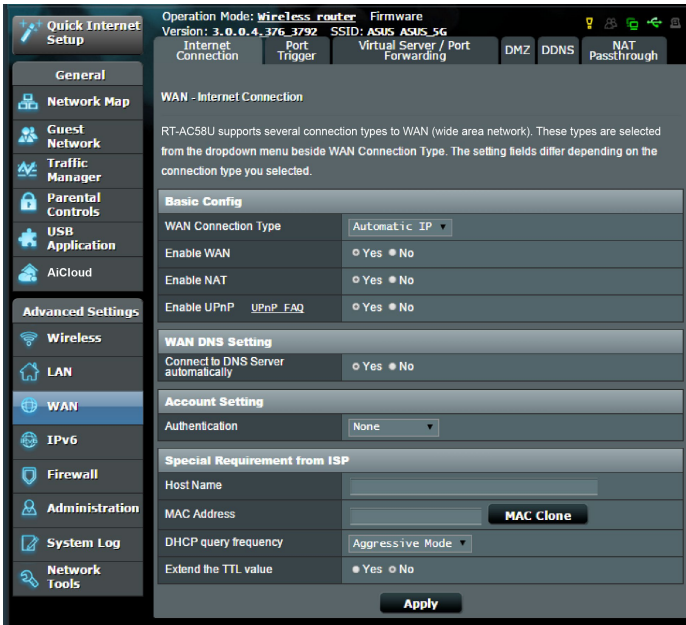 Quick Internet
Setup
General
Network Map
Guest
Network
Traffic
Manager
Parental
Controls
USB
Application
AiCloud
Advanced Settings
Wireless
LAN
WAN
IPv6
Firewall
Administration
System Log
Network
Tools
Operation Mode: Wireless router Firmware
Version: 3.0.0.4.376_3792 SSID: ASUS ASUS_5G
Internet
Connection
Port
Trigger
Virtual Server / Port
Forwarding
DMZ
DDNS
NAT
Passthrough
WAN - Internet Connection
RT-AC58U supports several connection types to WAN (wide area network). These types are selected
from the dropdown menu beside WAN Connection Type. The setting fields differ depending on the
connection type you selected.
Basic Config
WAN Connection Type Automatic IP
Enable WAN Yes No
Enable NAT Yes No
Enable UPnP UPnP FAQ Yes No
WAN DNS Setting
Connect to DNS Server
automatically Yes No
Account Setting
Authentication None
Special Requirement from ISP
Host Name
MAC Address MAC Clone
DHCP query frequency Aggressive Mode
Extend the TTL value Yes No
Apply